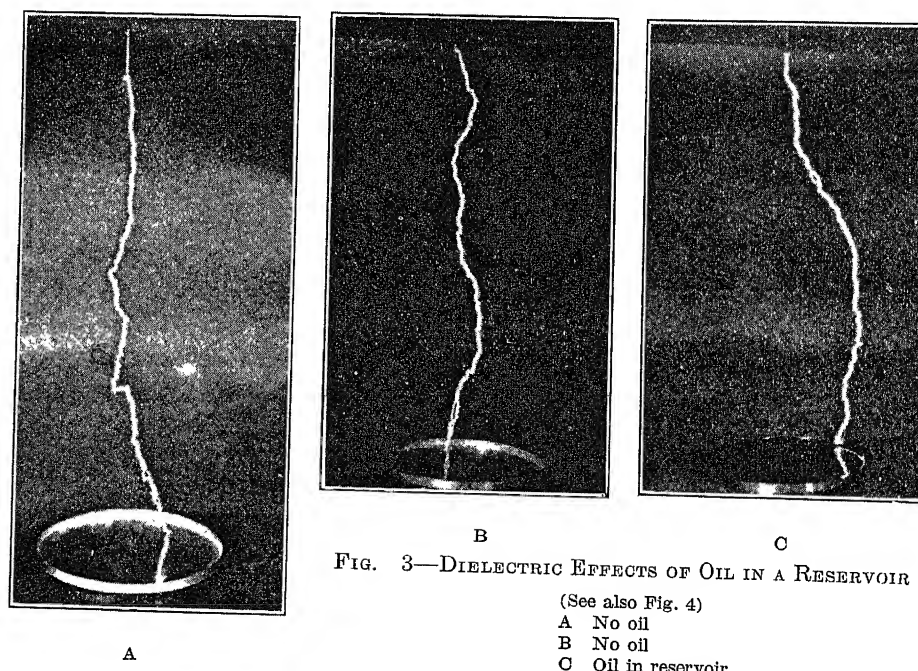 B
C
FIG. 3—DIELECTRIC EFFECTS OF OIL IN A RESERVOIR
(See also Fig. 4)
A No oil
B No oil
C Oil in reservoir
A